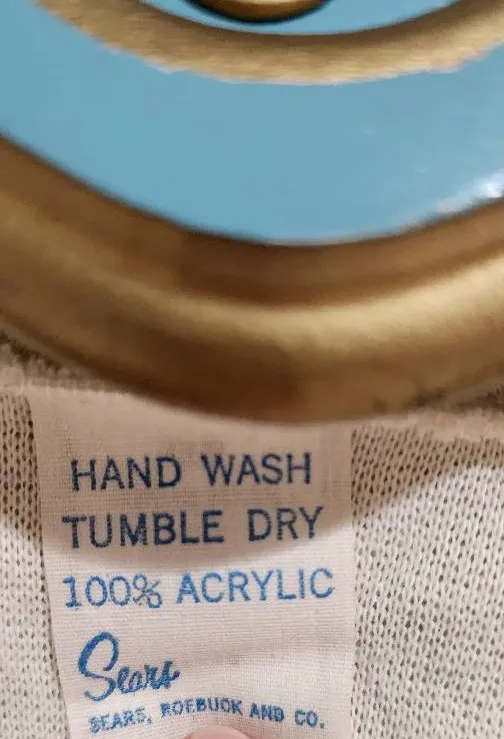 HAND WASH
TUMBLE DRY
100% ACRYLIC
Sears
SEARS, ROEBUCK AND CO.